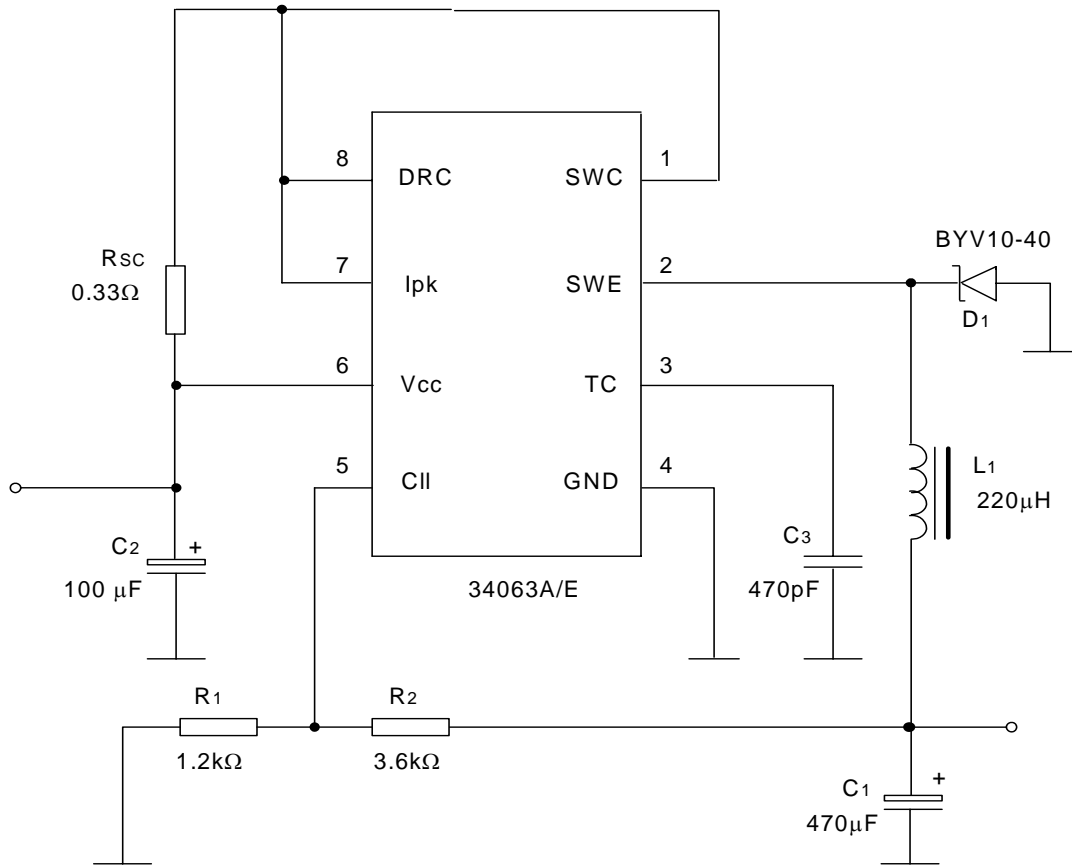 8
DRC
SWC
1
BYV10-40
RSC
0.33Ω
7
Ipk
SWE
2
D1
6
Vcc
TC
3
5
CII
GND
4
L1
220μH
C2
+
100 μF
C3
470pF
34063A/E
R1
R2
1.2kΩ
3.6kΩ
C1
+
470μF